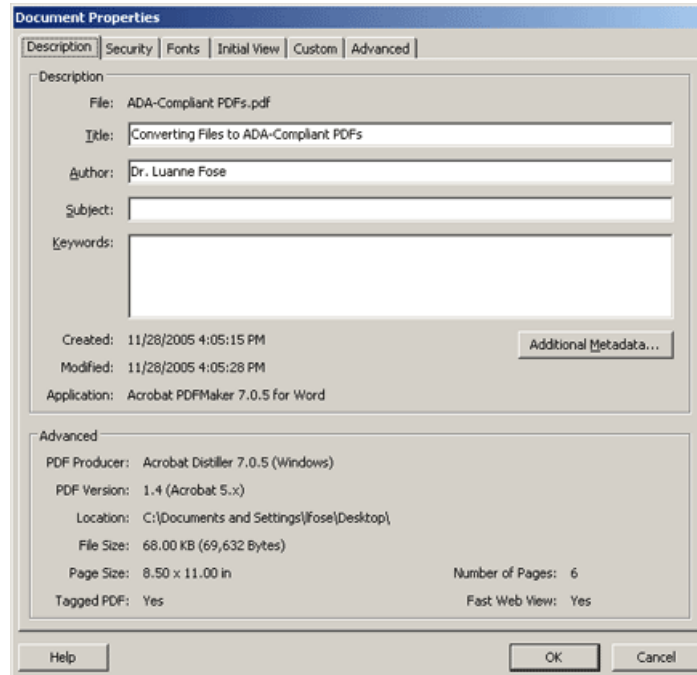 Document Properties
Description Security Fonts Initial View Custom Advanced
Description
File: ADA-Compliant PDFs.pdf
Title: Converting Files to ADA-Compliant PDFs
Author: Dr. Luanne Fose
Subject:
Keywords:
Created: 11/28/2005 4:05:15 PM
Additional Metadata...
Modified: 11/28/2005 4:05:28 PM
Application: Acrobat PDFMaker 7.0.5 for Word
Advanced
PDF Producer: Acrobat Distiller 7.0.5 (Windows)
PDF Version: 1.4 (Acrobat 5.x)
Location: C:\Documents and Settings\lfose\Desktop\
File Size: 68.00 KB (69,632 Bytes)
Page Size: 8.50 x 11.00 in Number of Pages: 6
Tagged PDF: Yes Fast Web View: Yes
Help OK Cancel